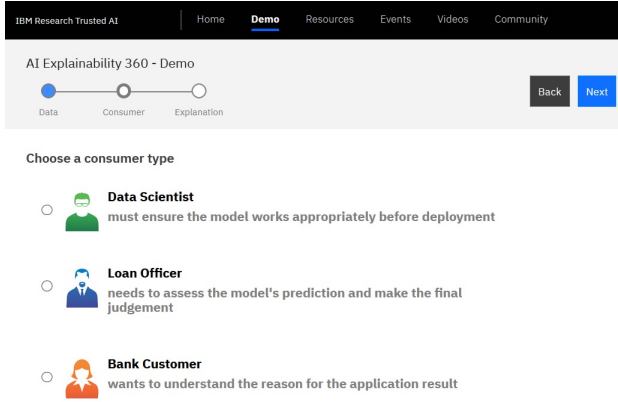 IBM Research Trusted AI
Home Demo Resources Events Videos Community
AI Explainability 360 - Demo
Data Consumer Explanation
Back Next
Choose a consumer type
Data Scientist
must ensure the model works appropriately before deployment
Loan Officer
needs to assess the model's prediction and make the final
judgement
Bank Customer
wants to understand the reason for the application result